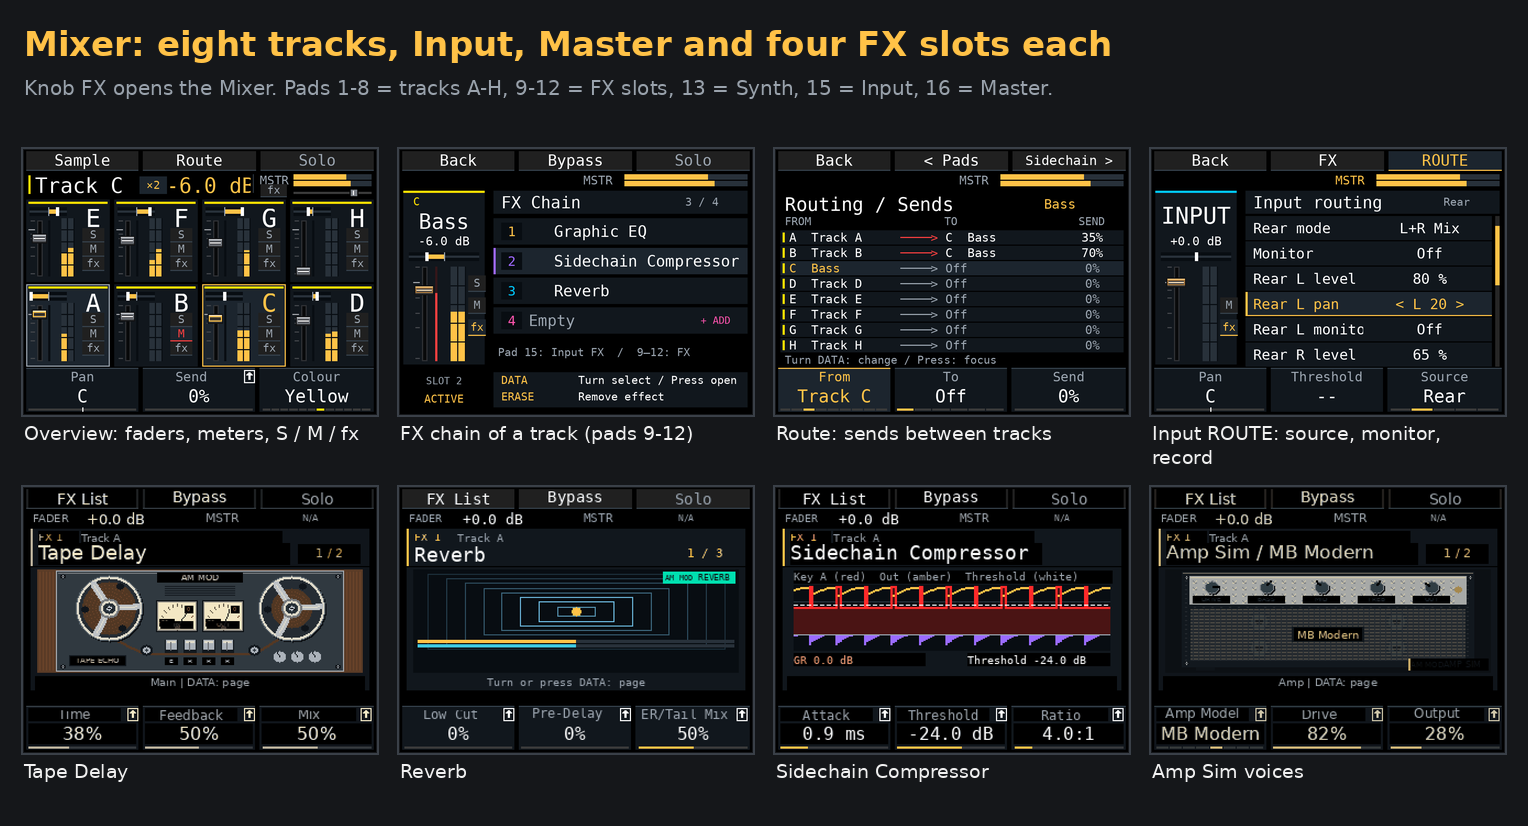 Mixer: eight tracks, Input, Master and four FX slots each
Knob FX opens the Mixer. Pads 1-8 = tracks A-H, 9-12 = FX slots, 13 = Synth, 15 = Input, 16 = Master.
Sample Route Solo
Track C ×2 -6.0 dB MSTR fx
E F G H
S S S S
M M M M
fx fx fx fx
A B C D
S S S S
M M M M
fx fx fx fx
Pan Send Colour
C 0% Yellow
Overview: faders, meters, S / M / fx
Back Bypass Solo
MSTR
C
Bass
-6.0 dB
S
M
fx
SLOT 2
ACTIVE
FX Chain 3 / 4
1 Graphic EQ
2 Sidechain Compressor
3 Reverb
4 Empty + ADD
Pad 15: Input FX / 9–12: FX
DATA Turn select / Press open
ERASE Remove effect
FX chain of a track (pads 9-12)
Back < Pads Sidechain >
MSTR
Routing / Sends Bass
FROM TO SEND
A Track A C Bass 35%
B Track B C Bass 70%
C Bass Off 0%
D Track D Off 0%
E Track E Off 0%
F Track F Off 0%
G Track G Off 0%
H Track H Off 0%
Turn DATA: change / Press: focus
From To Send
Track C Off 0%
Route: sends between tracks
Back FX ROUTE
MSTR
INPUT
+0.0 dB
M
fx
Input routing Rear
Rear mode L+R Mix
Monitor Off
Rear L level 80 %
Rear L pan < L 20 >
Rear L monito Off
Rear R level 65 %
Pan Threshold Source
C -- Rear
Input ROUTE: source, monitor,
record
FX List Bypass Solo
FADER +0.0 dB MSTR N/A
FX 1 Track A
Tape Delay 1 / 2
AM MOD
TAPE ECHO
Main | DATA: page
Time Feedback Mix
38% 50% 50%
Tape Delay
FX List Bypass Solo
FADER +0.0 dB MSTR N/A
FX 1 Track A
Reverb 1 / 3
AM MOD REVERB
Turn or press DATA: page
Low Cut Pre-Delay ER/Tail Mix
0% 0% 50%
Reverb
FX List Bypass Solo
FADER +0.0 dB MSTR N/A
FX 1 Track A
Sidechain Compressor
Key A (red) Out (amber) Threshold (white)
GR 0.0 dB Threshold -24.0 dB
Attack Threshold Ratio
0.9 ms -24.0 dB 4.0:1
Sidechain Compressor
FX List Bypass Solo
FADER +0.0 dB MSTR N/A
FX 1 Track A
Amp Sim / MB Modern 1 / 2
MB Modern
Amp | DATA: page
Amp Model Drive Output
MB Modern 82% 28%
Amp Sim voices